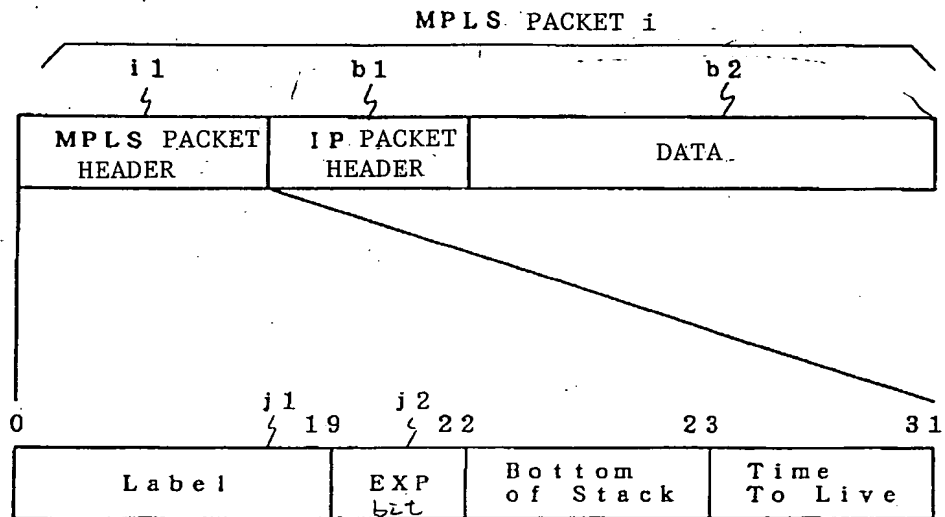 MPLS PACKET i
i1 b1 b2
MPLS PACKET HEADER
IP PACKET HEADER
DATA
0 j1 19 j2 22 23 31
Label
EXP bit
Bottom of Stack
Time To Live